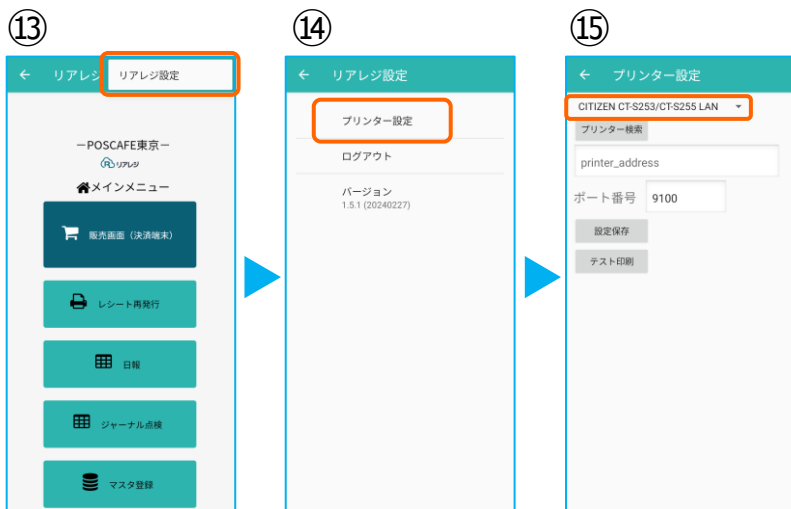 ⑬
リアレジ
リアレジ設定
ーPOSCAFE東京ー
R リアレジ
メインメニュー
販売画面（決済端末）
レシート再発行
日報
ジャーナル点検
マスタ登録
⑭
リアレジ設定
プリンター設定
ログアウト
バージョン
1.5.1 (20240227)
⑮
プリンター設定
CITIZEN CT-S253/CT-S255 LAN
プリンター検索
printer_address
ポート番号 9100
設定保存
テスト印刷